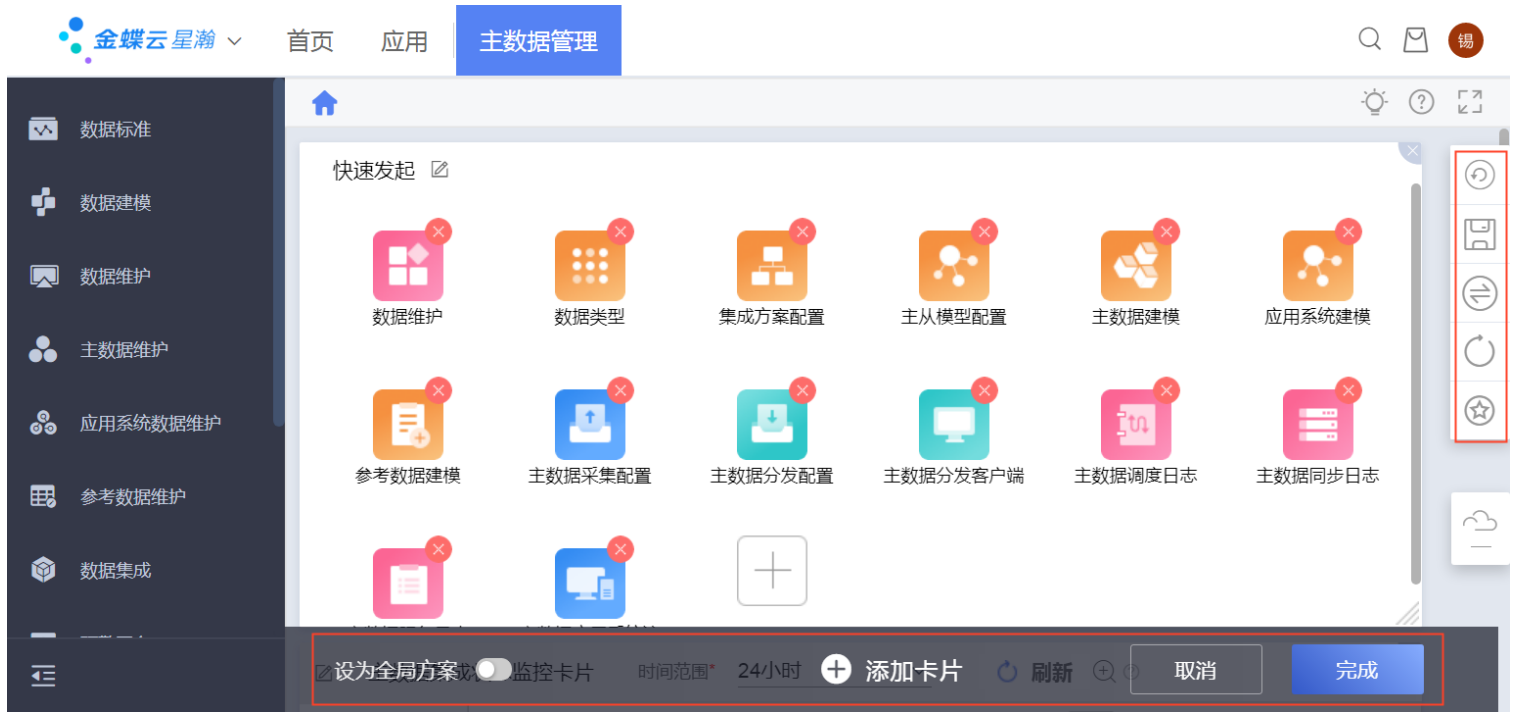 金蝶云 星瀚 首页 应用 主数据管理 锡
数据标准
数据建模
数据维护
主数据维护
应用系统数据维护
参考数据维护
数据集成
快速发起
数据维护 数据类型 集成方案配置 主从模型配置 主数据建模 应用系统建模
参考数据建模 主数据采集配置 主数据分发配置 主数据分发客户端 主数据调度日志 主数据同步日志
设为全局方案 监控卡片 时间范围* 24小时 添加卡片 刷新 取消 完成